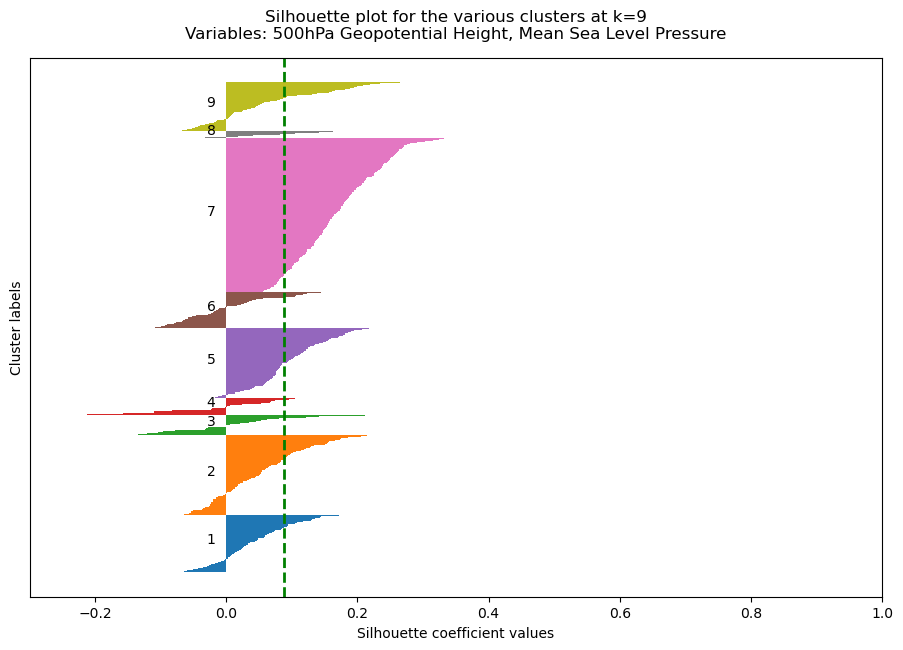 Silhouette plot for the various clusters at k=9
Variables: 500hPa Geopotential Height, Mean Sea Level Pressure
Cluster labels
9
8
7
6
5
4
3
2
1
−0.2 0.0 0.2 0.4 0.6 0.8 1.0
Silhouette coefficient values